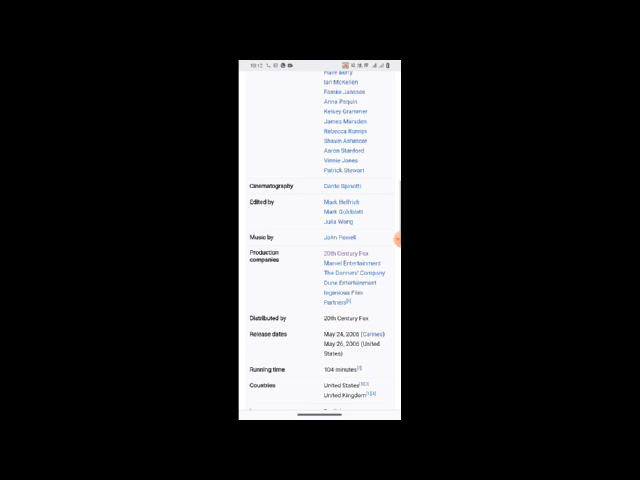 10:12
Halle Berry
Ian McKellen
Famke Janssen
Anna Paquin
Kelsey Grammer
James Marsden
Rebecca Romijn
Shawn Ashmore
Aaron Stanford
Vinnie Jones
Patrick Stewart
Cinematography Dante Spinotti
Edited by Mark Helfrich
Mark Goldblatt
Julia Wong
Music by John Powell
Production companies 20th Century Fox
Marvel Entertainment
The Donners' Company
Dune Entertainment
Ingenious Film
Partners
Distributed by 20th Century Fox
Release dates May 24, 2006 (Cannes)
May 26, 2006 (United
States)
Running time 104 minutes
Countries United States
United Kingdom